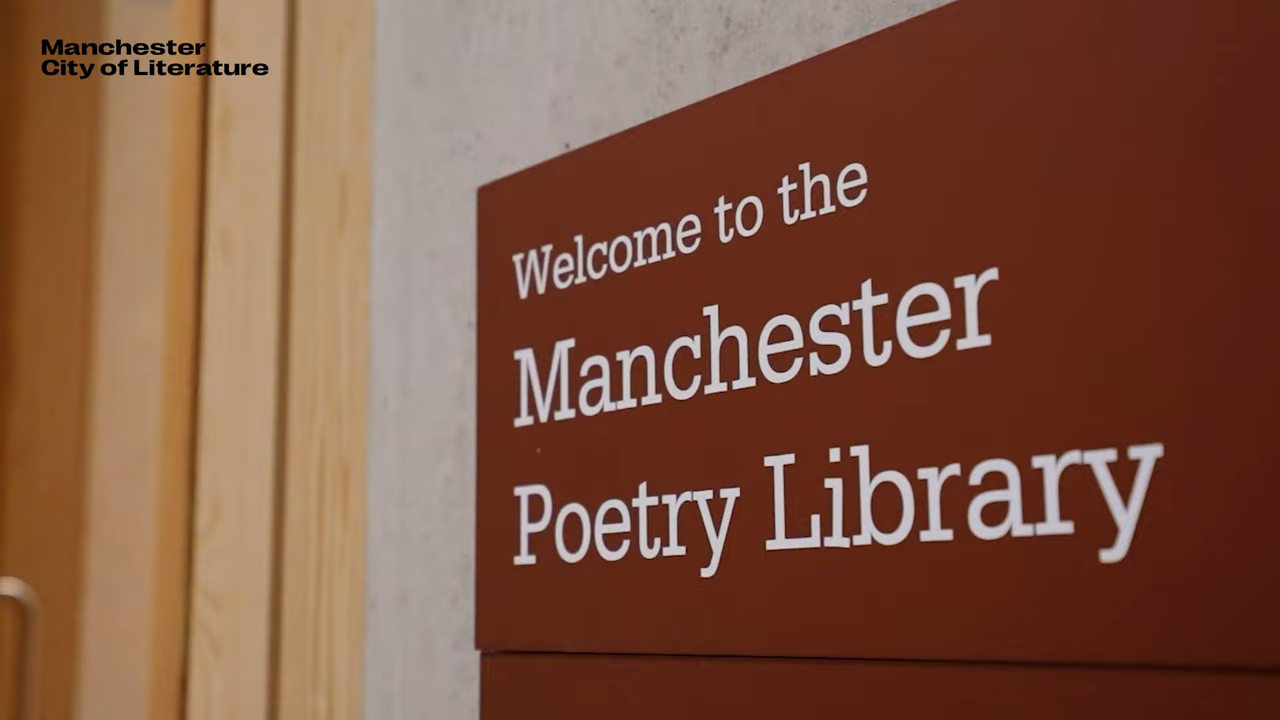 Manchester
City of Literature
Welcome to the
Manchester
Poetry Library